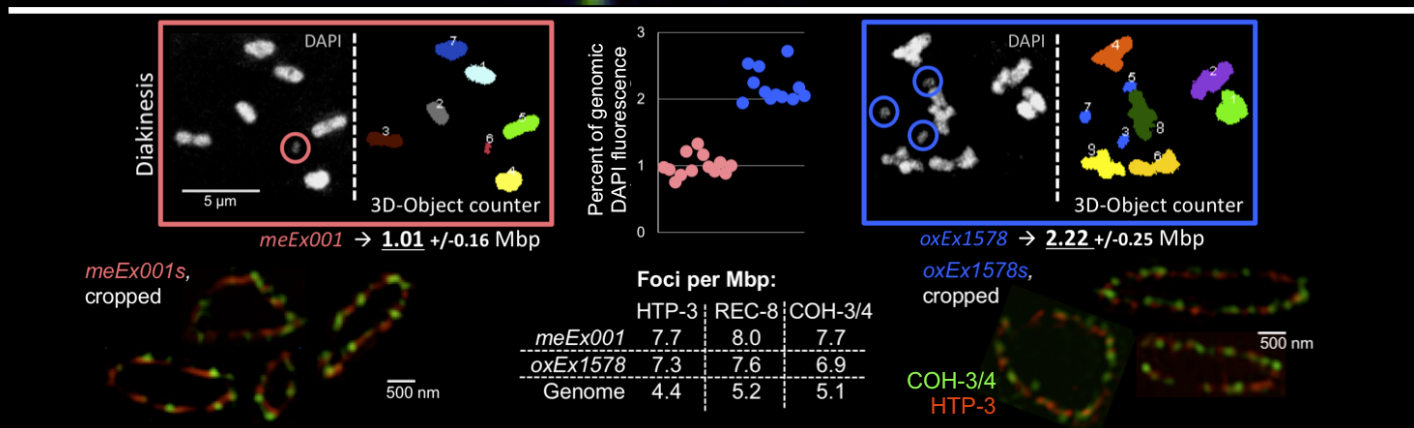 Diakinesis
DAPI
5 µm
7
1
2
3
5
6
4
3D-Object counter
meEx001 → 1.01 +/-0.16 Mbp
Percent of genomic
DAPI fluorescence
3
2
1
0
DAPI
4
5
2
7
1
8
3
9
6
3D-Object counter
oxEx1578 → 2.22 +/-0.25 Mbp
meEx001s,
cropped
500 nm
Foci per Mbp:
HTP-3 REC-8 COH-3/4
meEx001 7.7 8.0 7.7
oxEx1578 7.3 7.6 6.9
Genome 4.4 5.2 5.1
oxEx1578s,
cropped
500 nm
COH-3/4
HTP-3